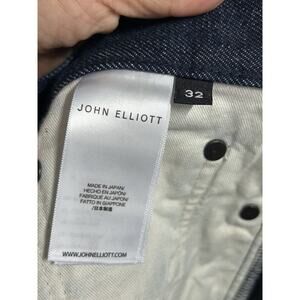 32
JOHN ELLIOTT
MADE IN JAPAN/
HECHO EN JAPÓN/
FABRIQUÉ AU JAPON/
FATTO IN GIAPPONE
/日本製造
WWW.JOHNELLIOTT.COM